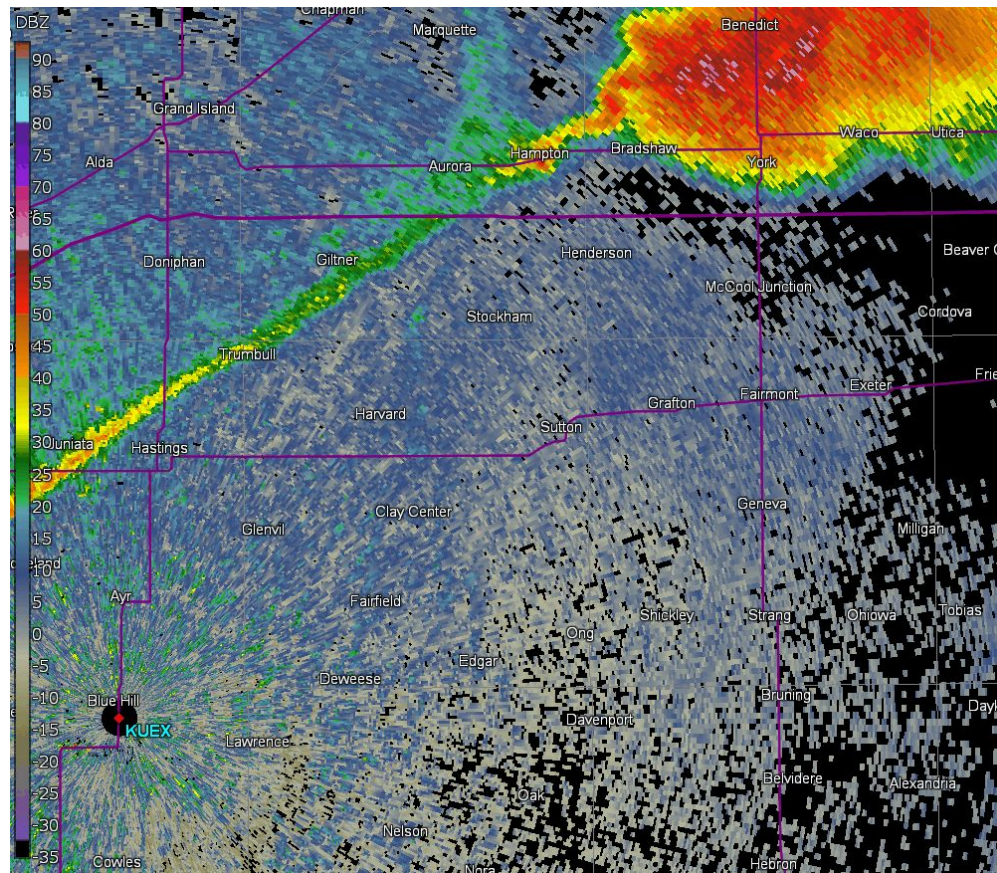 DBZ
Chapman
Benedict
Marquette
90
85
Grand Island
80
Waco
Utica
75
Hampton
Bradshaw
Alda
Aurora
York
70
65
60
Henderson
Beaver C
Doniphan
Giltner
55
McCool Junction
50
Stockham
Cordova
45
Trumbull
40
Frie
Exeter
Fairmont
Grafton
35
Harvard
Sutton
30
Juniata
Hastings
25
20
Geneva
Clay Center
15
Glenvil
Milligan
10
eland
5
Ayr
Fairfield
Tobias
Shickley
Strang
Ohiowa
0
Ong
-5
Edgar
Deweese
-10
Blue Hill
Bruning
Dayk
-15
KUEX
Davenport
Lawrence
-20
Belvidere
Alexandria
-25
Oak
-30
Nelson
-35
Cowles
Hebron
Nora